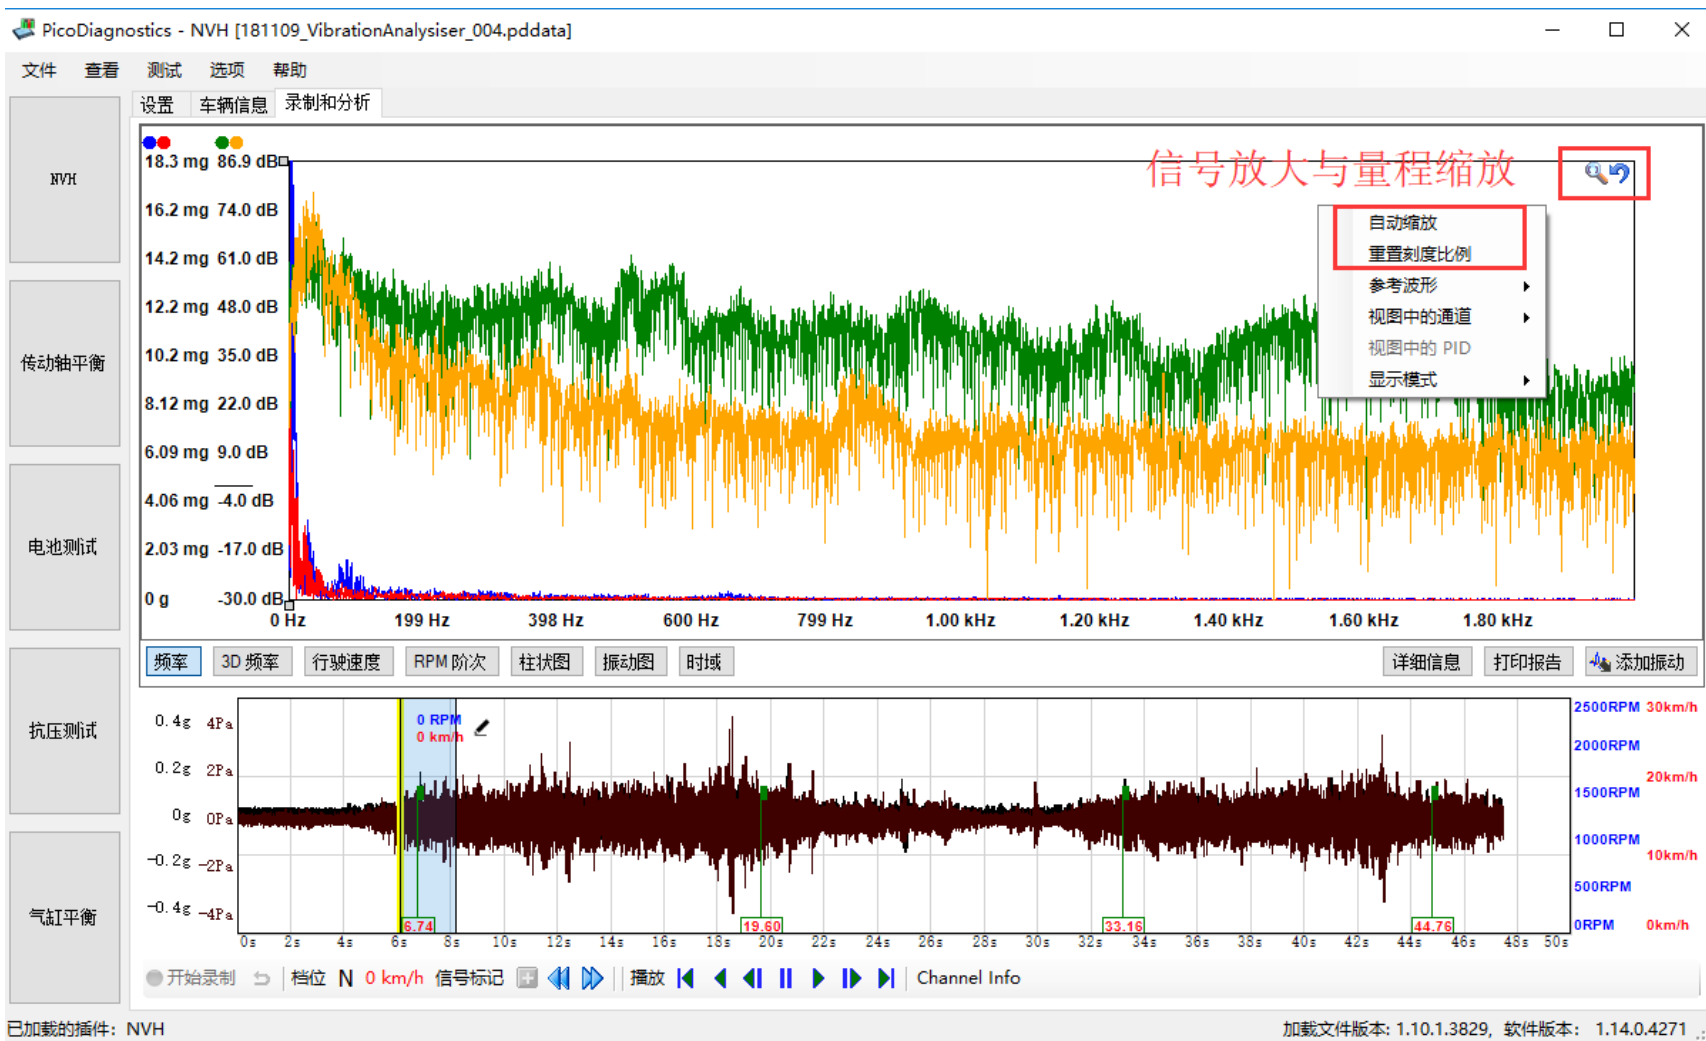 PicoDiagnostics - NVH [181109_VibrationAnalysiser_004.pddata]
文件 查看 测试 选项 帮助
设置 车辆信息 录制和分析
NVH
传动轴平衡
电池测试
抗压测试
气缸平衡
18.3 mg 86.9 dB
16.2 mg 74.0 dB
14.2 mg 61.0 dB
12.2 mg 48.0 dB
10.2 mg 35.0 dB
8.12 mg 22.0 dB
6.09 mg 9.0 dB
4.06 mg -4.0 dB
2.03 mg -17.0 dB
0 g -30.0 dB
0 Hz 199 Hz 398 Hz 600 Hz 799 Hz 1.00 kHz 1.20 kHz 1.40 kHz 1.60 kHz 1.80 kHz
信号放大与量程缩放
自动缩放
重置刻度比例
参考波形
视图中的通道
视图中的 PID
显示模式
频率 3D 频率 行驶速度 RPM 阶次 柱状图 振动图 时域 详细信息 打印报告 添加振动
0.4g 4Pa
0.2g 2Pa
0g 0Pa
-0.2g -2Pa
-0.4g -4Pa
0 RPM
0 km/h
6.74 19.60 33.16 44.76
0s 2s 4s 6s 8s 10s 12s 14s 16s 18s 20s 22s 24s 26s 28s 30s 32s 34s 36s 38s 40s 42s 44s 46s 48s 50s
2500RPM 30km/h
2000RPM
20km/h
1500RPM
1000RPM
10km/h
500RPM
0RPM 0km/h
开始录制 档位 N 0 km/h 信号标记 播放 Channel Info
已加载的插件: NVH
加载文件版本: 1.10.1.3829, 软件版本: 1.14.0.4271